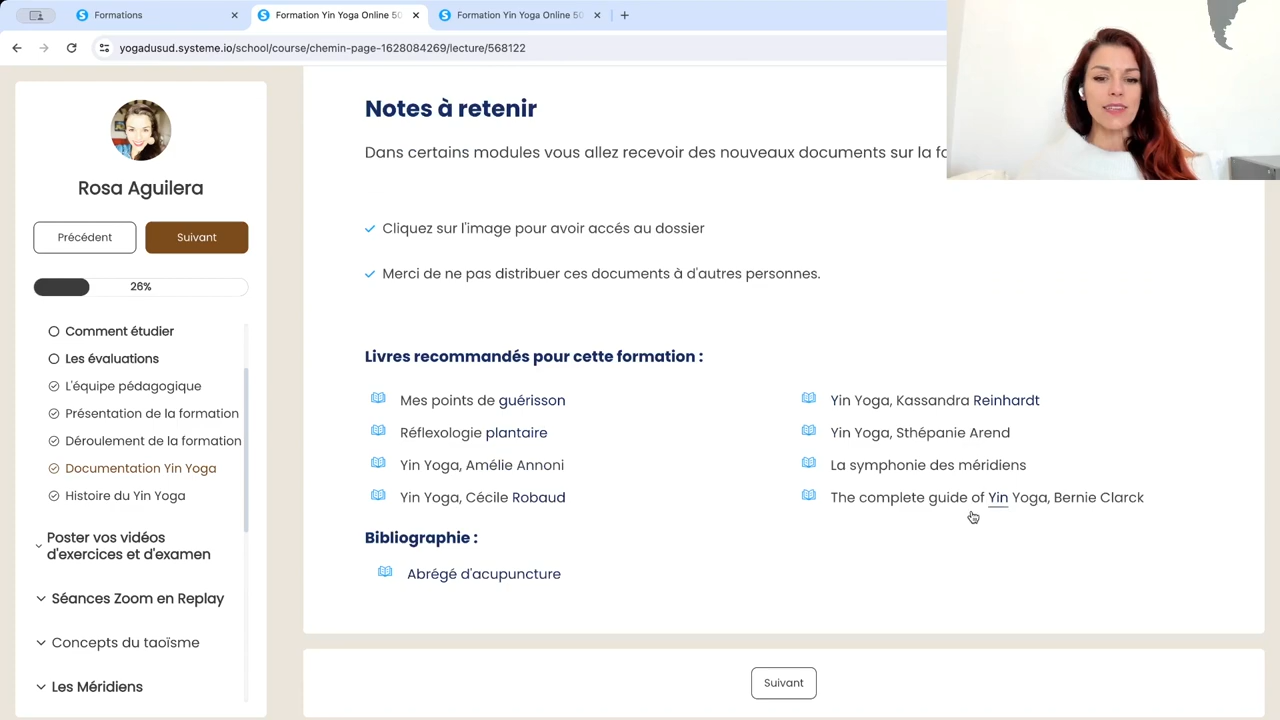 Formations
Formation Yin Yoga Online 50
Formation Yin Yoga Online 50
yogadusud.systeme.io/school/course/chemin-page-1628084269/lecture/568122
Rosa Aguilera
Précédent
Suivant
26%
Comment étudier
Les évaluations
L'équipe pédagogique
Présentation de la formation
Déroulement de la formation
Documentation Yin Yoga
Histoire du Yin Yoga
Poster vos vidéos
d'exercices et d'examen
Séances Zoom en Replay
Concepts du taoïsme
Les Méridiens
Notes à retenir
Dans certains modules vous allez recevoir des nouveaux documents sur la fo
Cliquez sur l'image pour avoir accés au dossier
Merci de ne pas distribuer ces documents à d'autres personnes.
Livres recommandés pour cette formation :
Mes points de guérisson
Réflexologie plantaire
Yin Yoga, Amélie Annoni
Yin Yoga, Cécile Robaud
Yin Yoga, Kassandra Reinhardt
Yin Yoga, Sthépanie Arend
La symphonie des méridiens
The complete guide of Yin Yoga, Bernie Clarck
Bibliographie :
Abrégé d'acupuncture
Suivant